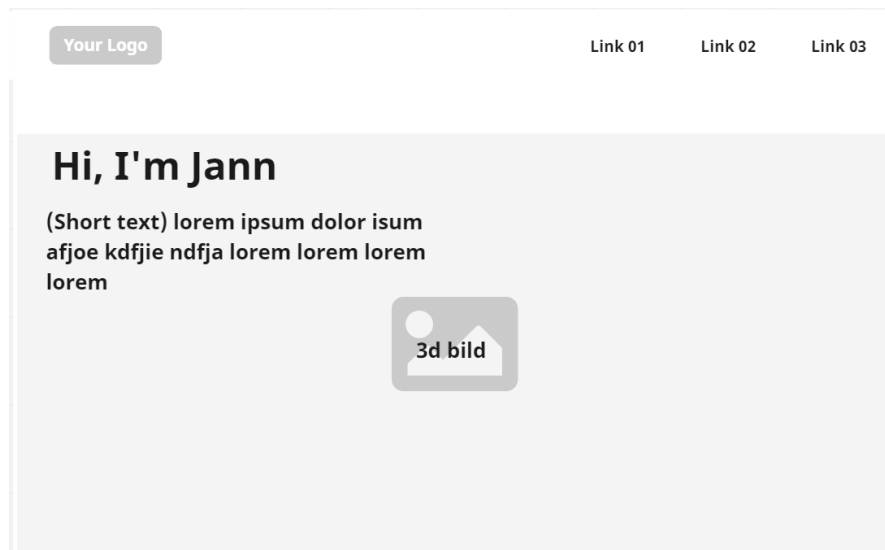 Your Logo
Link 01
Link 02
Link 03
Hi, I'm Jann
(Short text) lorem ipsum dolor isum
afjoe kdfjie ndfja lorem lorem lorem
lorem
3d bild